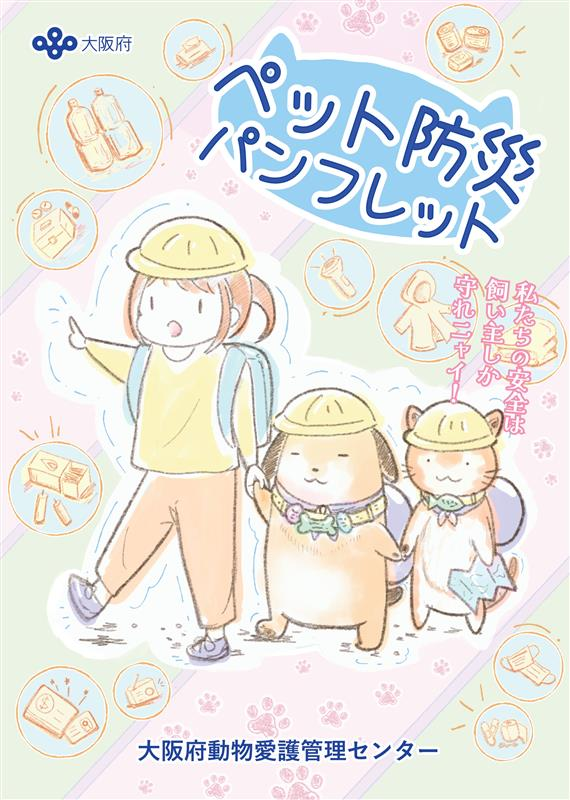 大阪府
ペット防災
パンフレット
私たちの安全は
飼い主しか
守れニャイ！
大阪府動物愛護管理センター